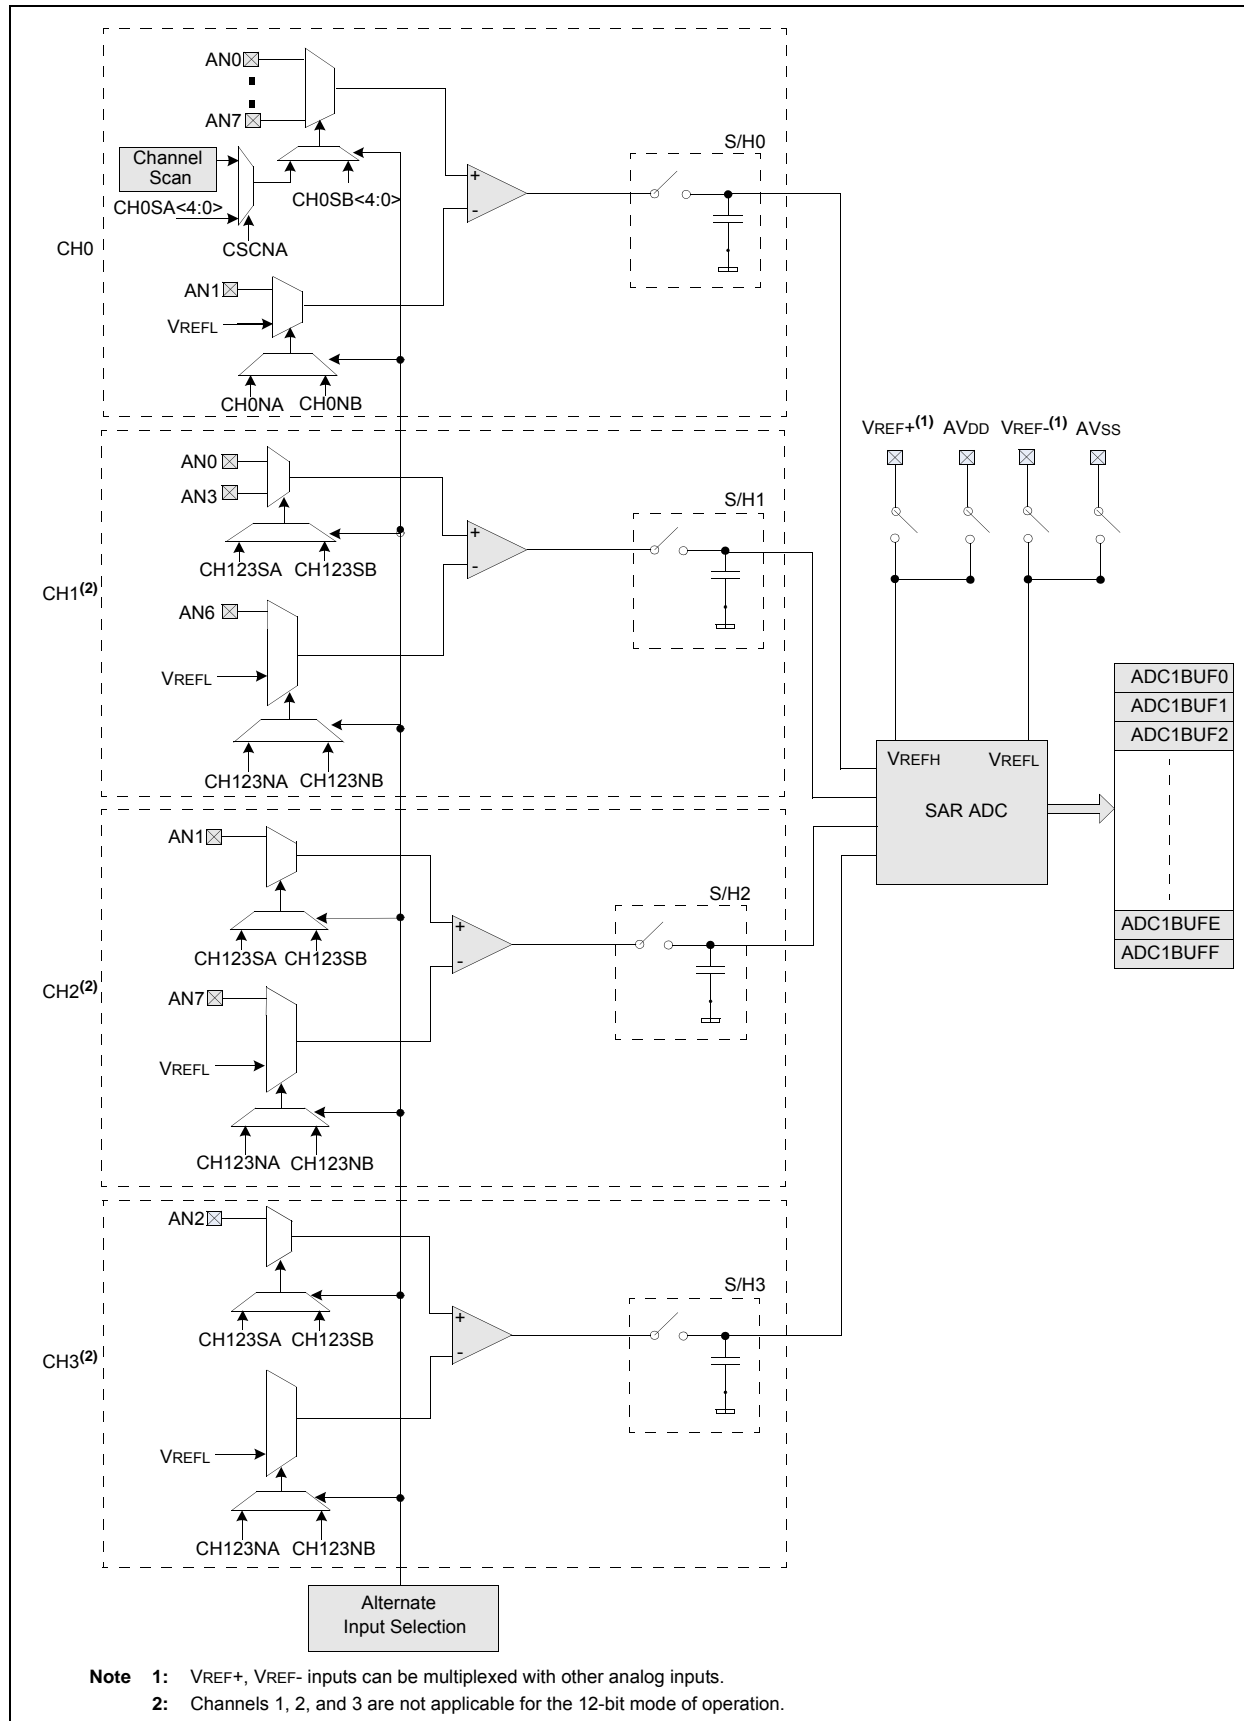 AN0
AN7
Channel
Scan
CH0SA<4:0>
CH0SB<4:0>
CSCNA
CH0
AN1
VREFL
CH0NA
CH0NB
S/H0
+
-
AN0
AN3
CH123SA
CH123SB
CH1(2)
AN6
VREFL
CH123NA
CH123NB
S/H1
+
-
AN1
CH123SA
CH123SB
CH2(2)
AN7
VREFL
CH123NA
CH123NB
S/H2
+
-
AN2
CH123SA
CH123SB
CH3(2)
VREFL
CH123NA
CH123NB
S/H3
+
-
Alternate
Input Selection
VREF+(1)
AVDD
VREF-(1)
AVSS
VREFH
VREFL
SAR ADC
ADC1BUF0
ADC1BUF1
ADC1BUF2
ADC1BUFE
ADC1BUFF
Note 1: VREF+, VREF- inputs can be multiplexed with other analog inputs.
2: Channels 1, 2, and 3 are not applicable for the 12-bit mode of operation.